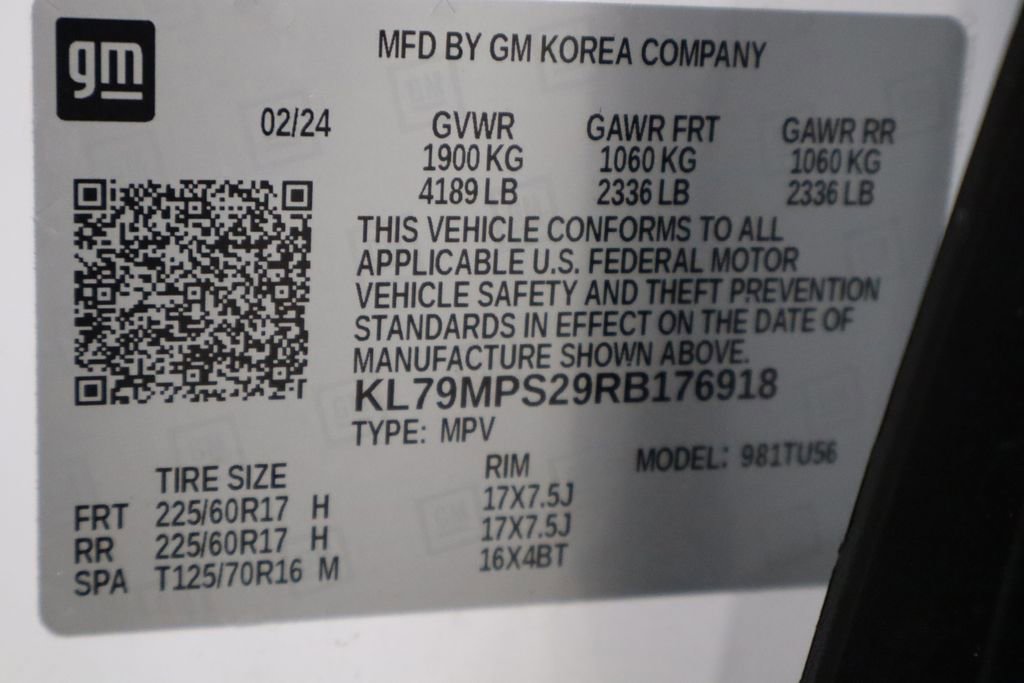 gm
MFD BY GM KOREA COMPANY
02/24 GVWR GAWR FRT GAWR RR
1900 KG 1060 KG 1060 KG
4189 LB 2336 LB 2336 LB
THIS VEHICLE CONFORMS TO ALL
APPLICABLE U.S. FEDERAL MOTOR
VEHICLE SAFETY AND THEFT PREVENTION
STANDARDS IN EFFECT ON THE DATE OF
MANUFACTURE SHOWN ABOVE.
KL79MPS29RB176918
TYPE: MPV MODEL: 981TU56
TIRE SIZE RIM
FRT 225/60R17 H 17X7.5J
RR 225/60R17 H 17X7.5J
SPA T125/70R16 M 16X4BT